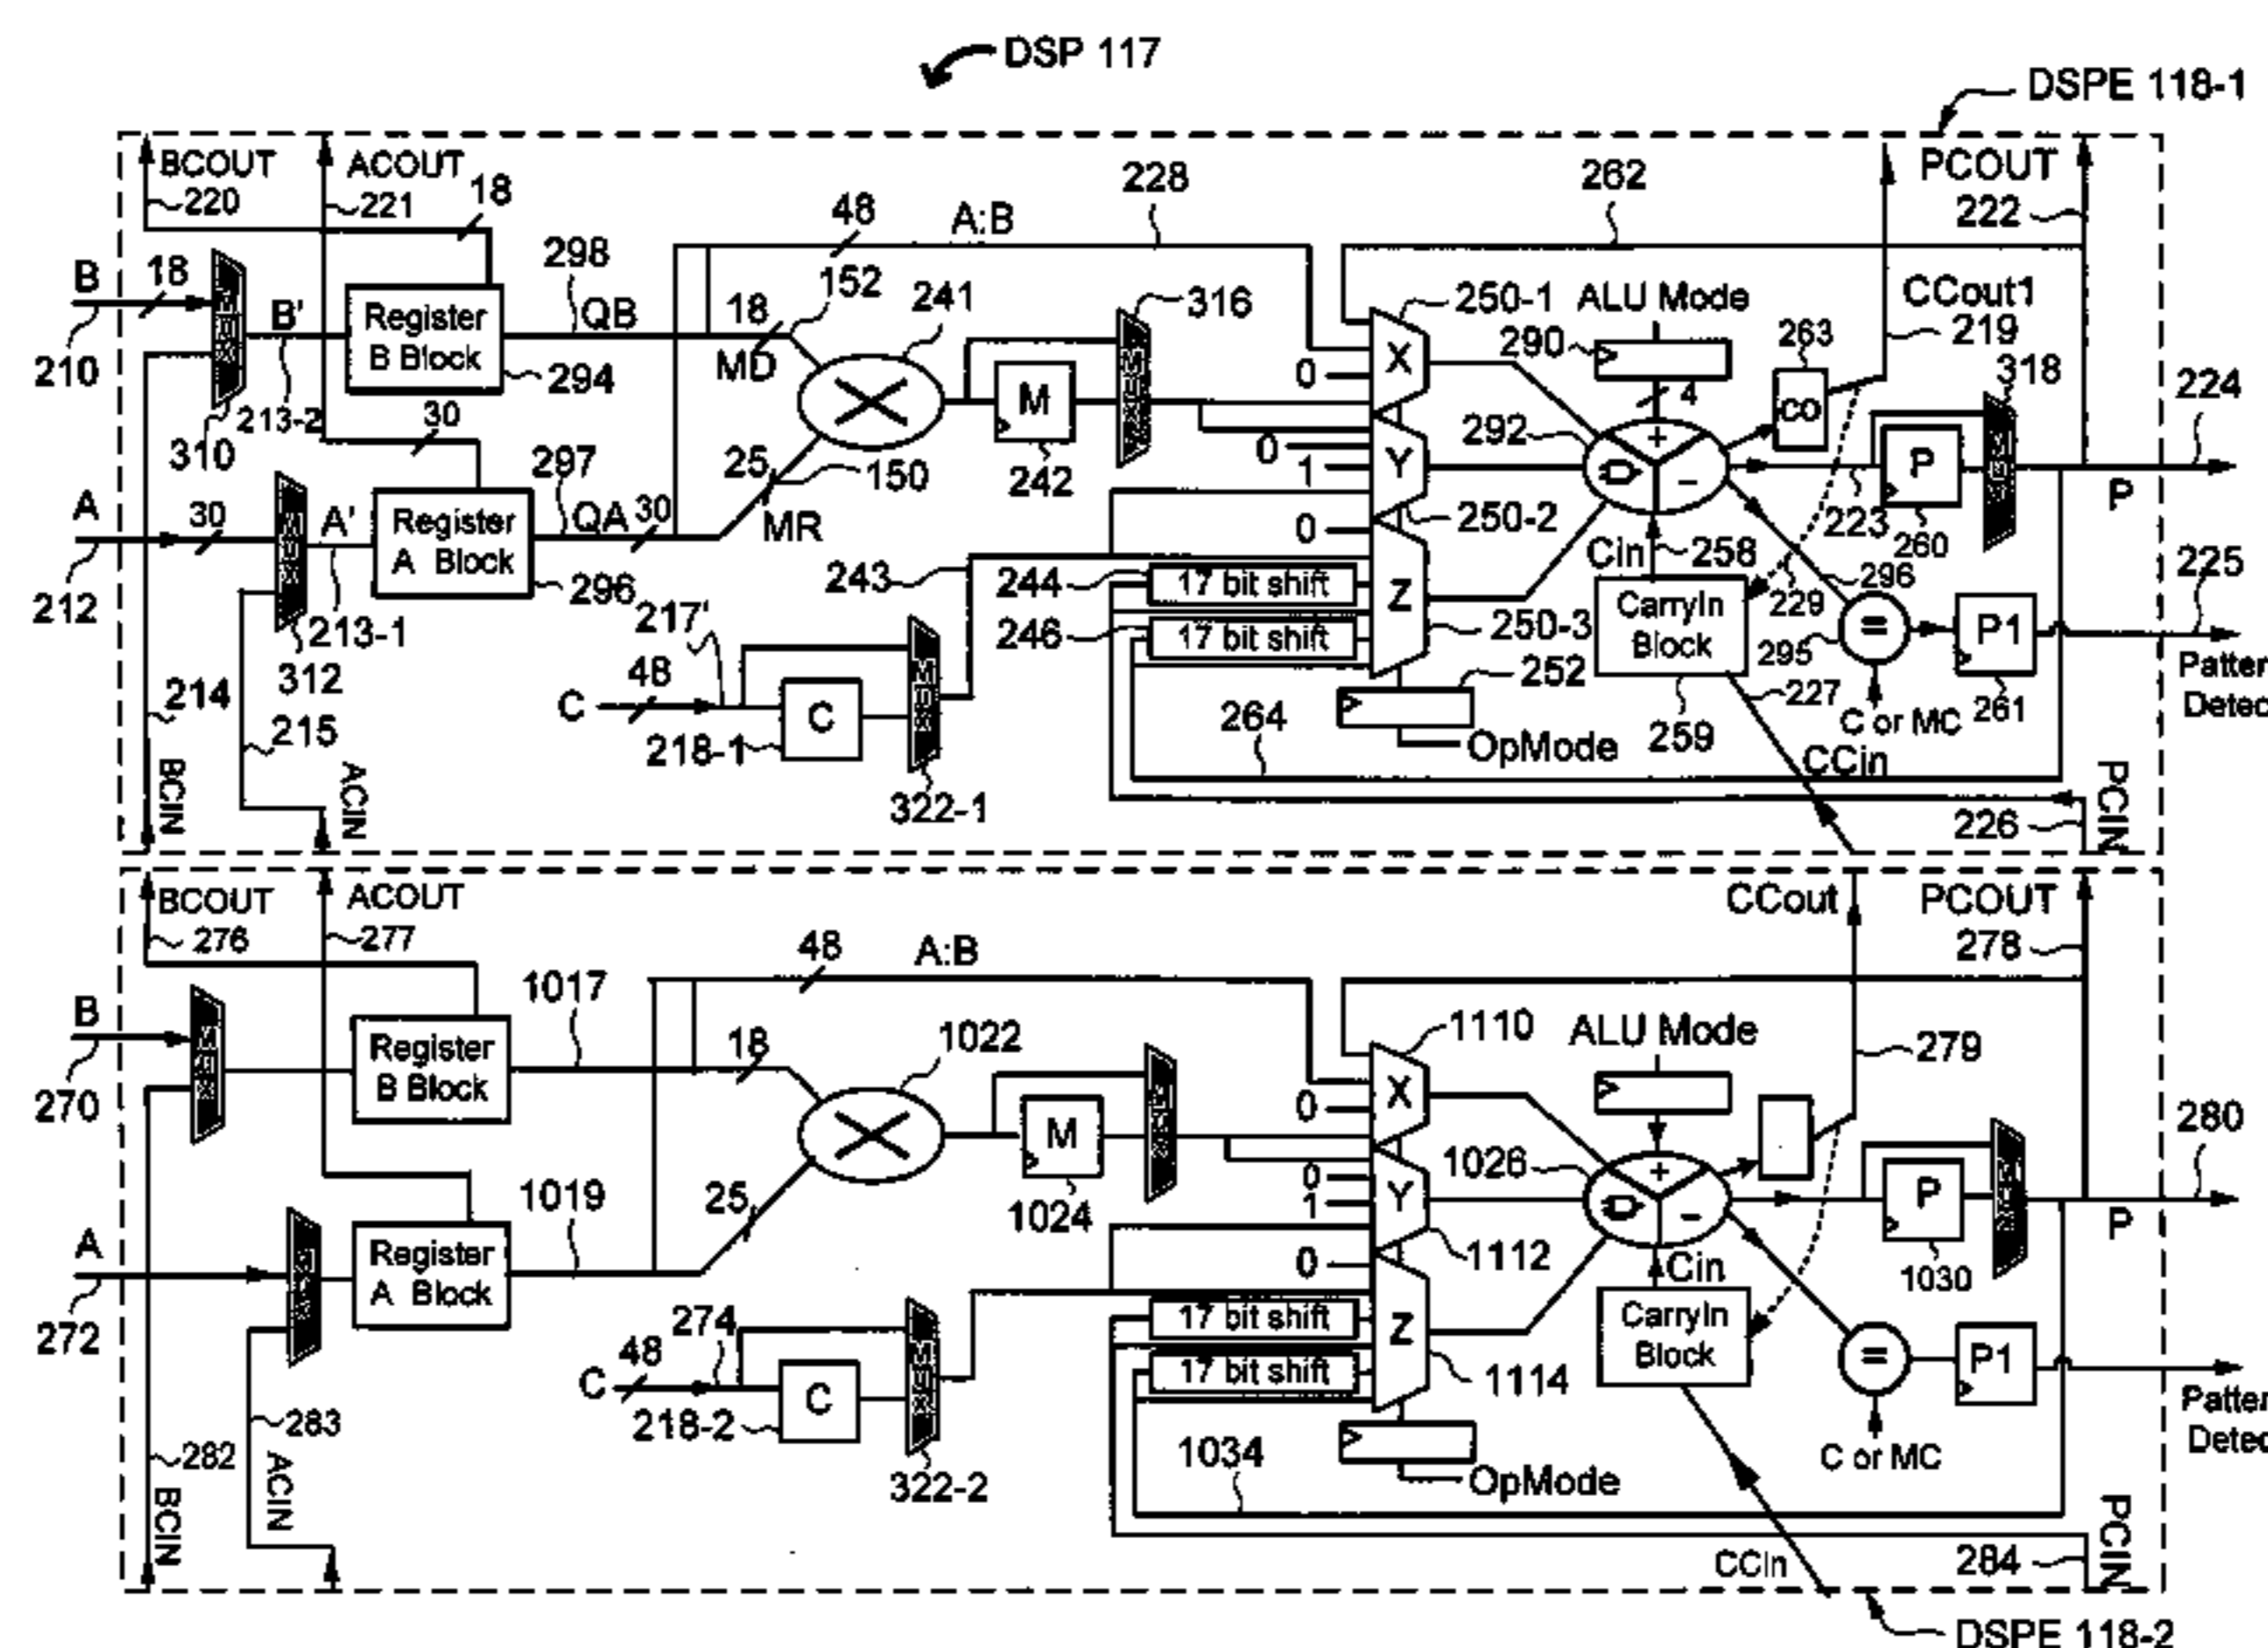 DSP 117
DSPE 118-1
BCOUT
220
ACOUT
221
18
48
A:B
228
262
PCOUT
222
B
18
210
B'
213-2
310
Register
B Block
294
298
QB
18
MD
152
241
316
250-1
ALU Mode
290
4
263
CO
CCout1
219
318
224
P
A
30
212
A'
213-1
312
30
Register
A Block
296
297
QA
30
25
MR
150
M
242
X
0
Y
0
1
250-2
Z
0
250-3
292
+
-
223
P
260
Cin
258
CarryIn
Block
259
229
227
296
=
295
C or MC
P1
261
225
Patter
Detec
243
244
17 bit shift
246
17 bit shift
252
OpMode
264
CCin
226
PCIN
214
BCIN
215
ACIN
217'
C
48
C
218-1
322-1
BCOUT
276
ACOUT
277
48
A:B
CCout
PCOUT
278
B
270
Register
B Block
1017
18
1022
1110
ALU Mode
279
280
P
A
272
Register
A Block
1019
25
M
1024
X
0
Y
0
1
1112
Z
0
1114
1026
+
-
P
1030
Cin
CarryIn
Block
=
C or MC
P1
Patter
Detec
17 bit shift
17 bit shift
OpMode
1034
CCIn
284
PCIN
282
BCIN
283
ACIN
274
C
48
C
218-2
322-2
DSPE 118-2